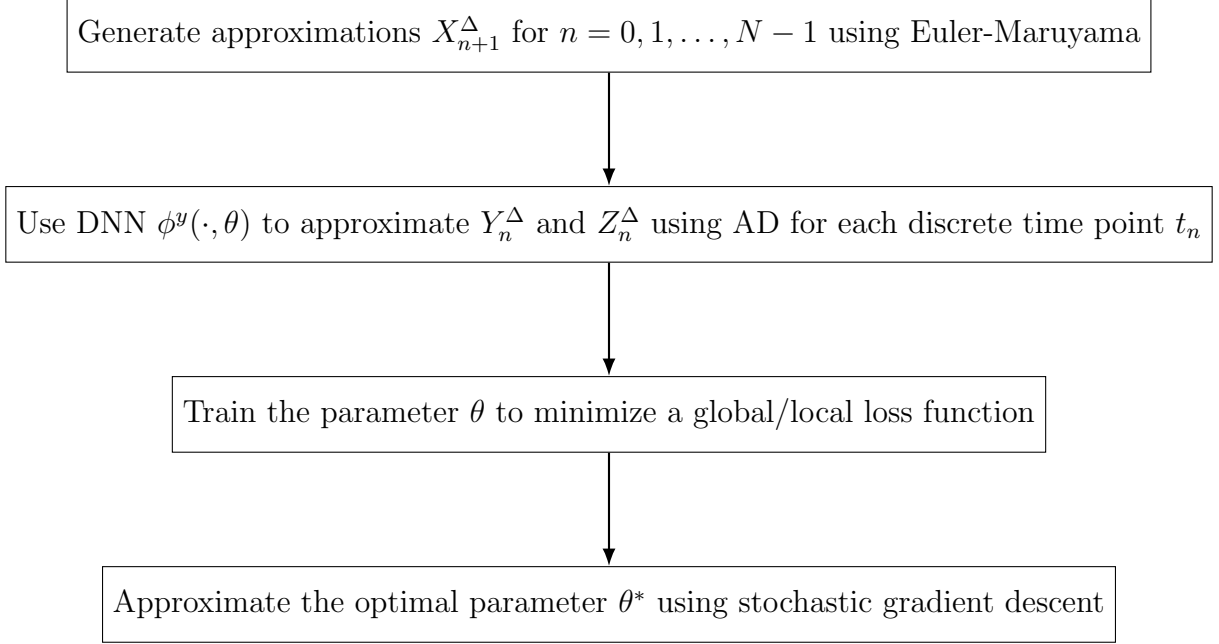 Generate approximations $X_{n+1}^{\Delta}$ for $n = 0, 1, \ldots, N-1$ using Euler-Maruyama
Use DNN $\phi^y(\cdot, \theta)$ to approximate $Y_n^{\Delta}$ and $Z_n^{\Delta}$ using AD for each discrete time point $t_n$
Train the parameter $\theta$ to minimize a global/local loss function
Approximate the optimal parameter $\theta^*$ using stochastic gradient descent